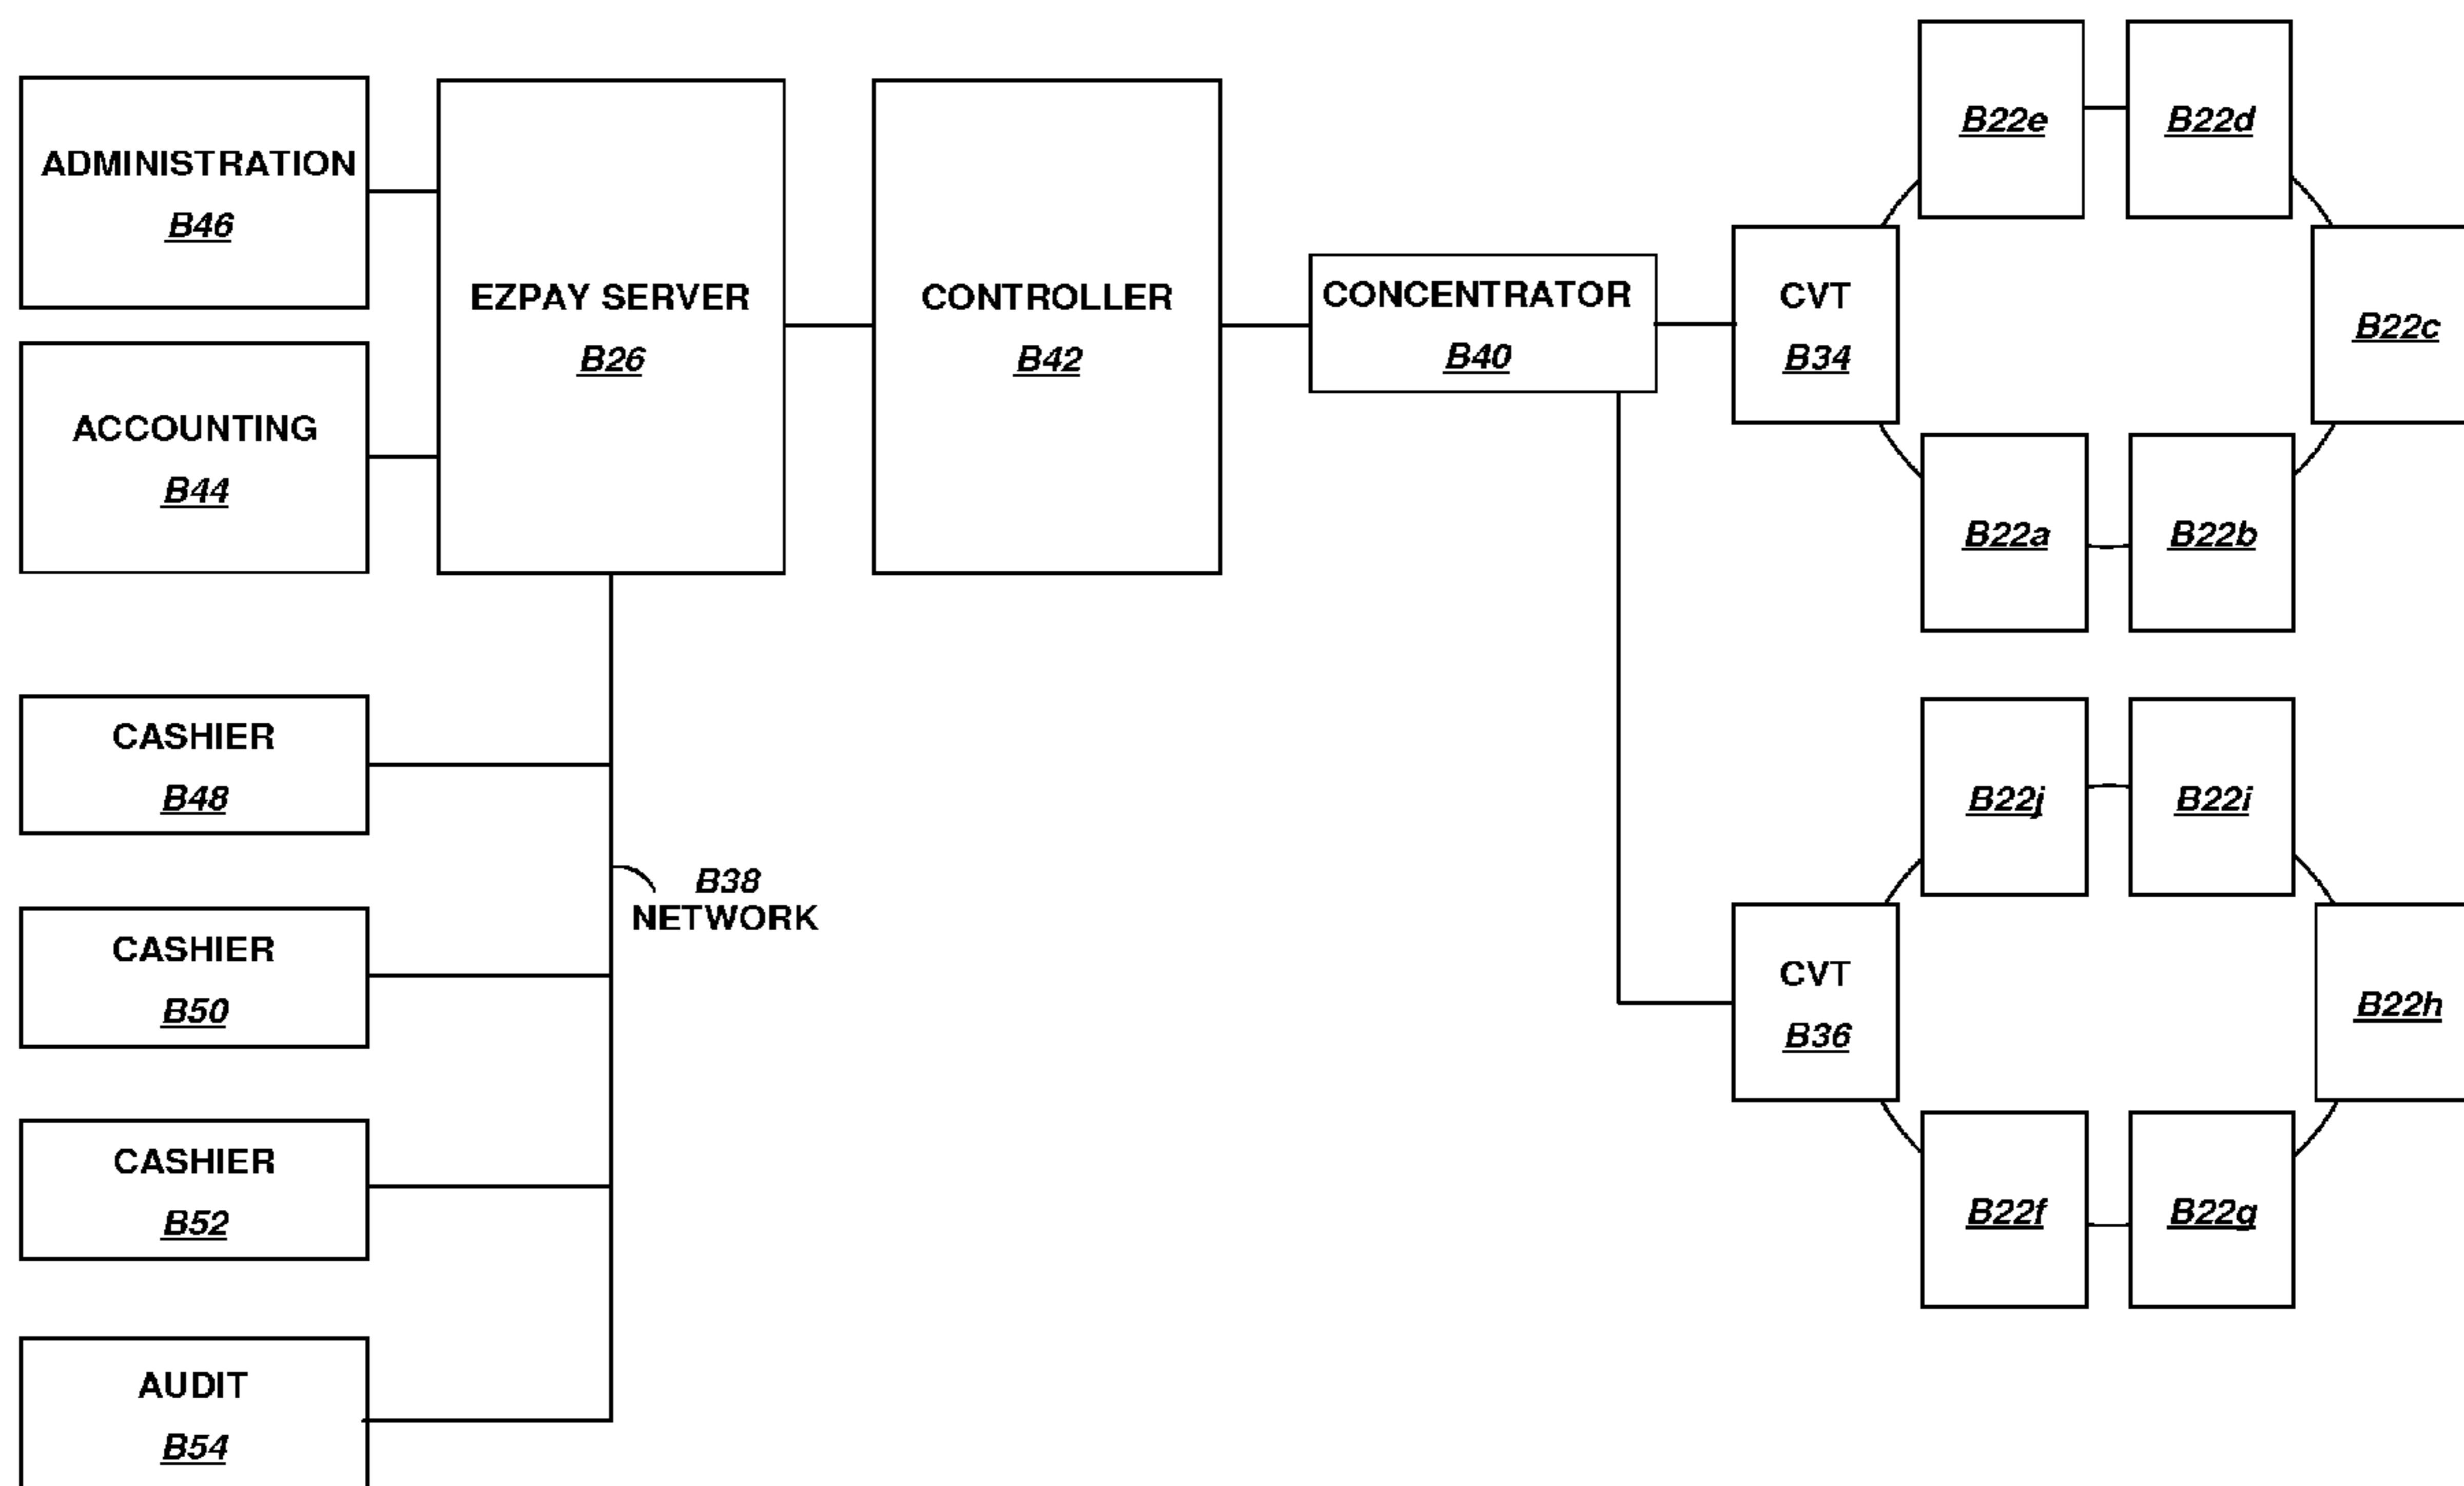 ADMINISTRATION
B46
ACCOUNTING
B44
EZPAY SERVER
B26
CONTROLLER
B42
CONCENTRATOR
B40
CVT
B34
B22e
B22d
B22c
B22a
B22b
CASHIER
B48
CASHIER
B50
CASHIER
B52
AUDIT
B54
B38
NETWORK
CVT
B36
B22j
B22i
B22h
B22f
B22g